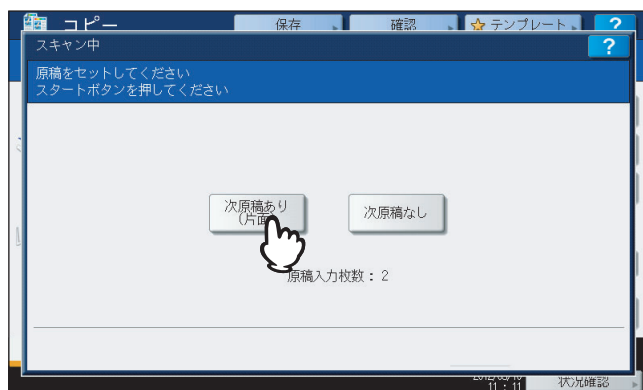 コピー 保存 確認 テンプレート ?
スキャン中 ?
原稿をセットしてください
スタートボタンを押してください
次原稿あり 次原稿なし
(片面
原稿入力枚数: 2
11:11 状況確認